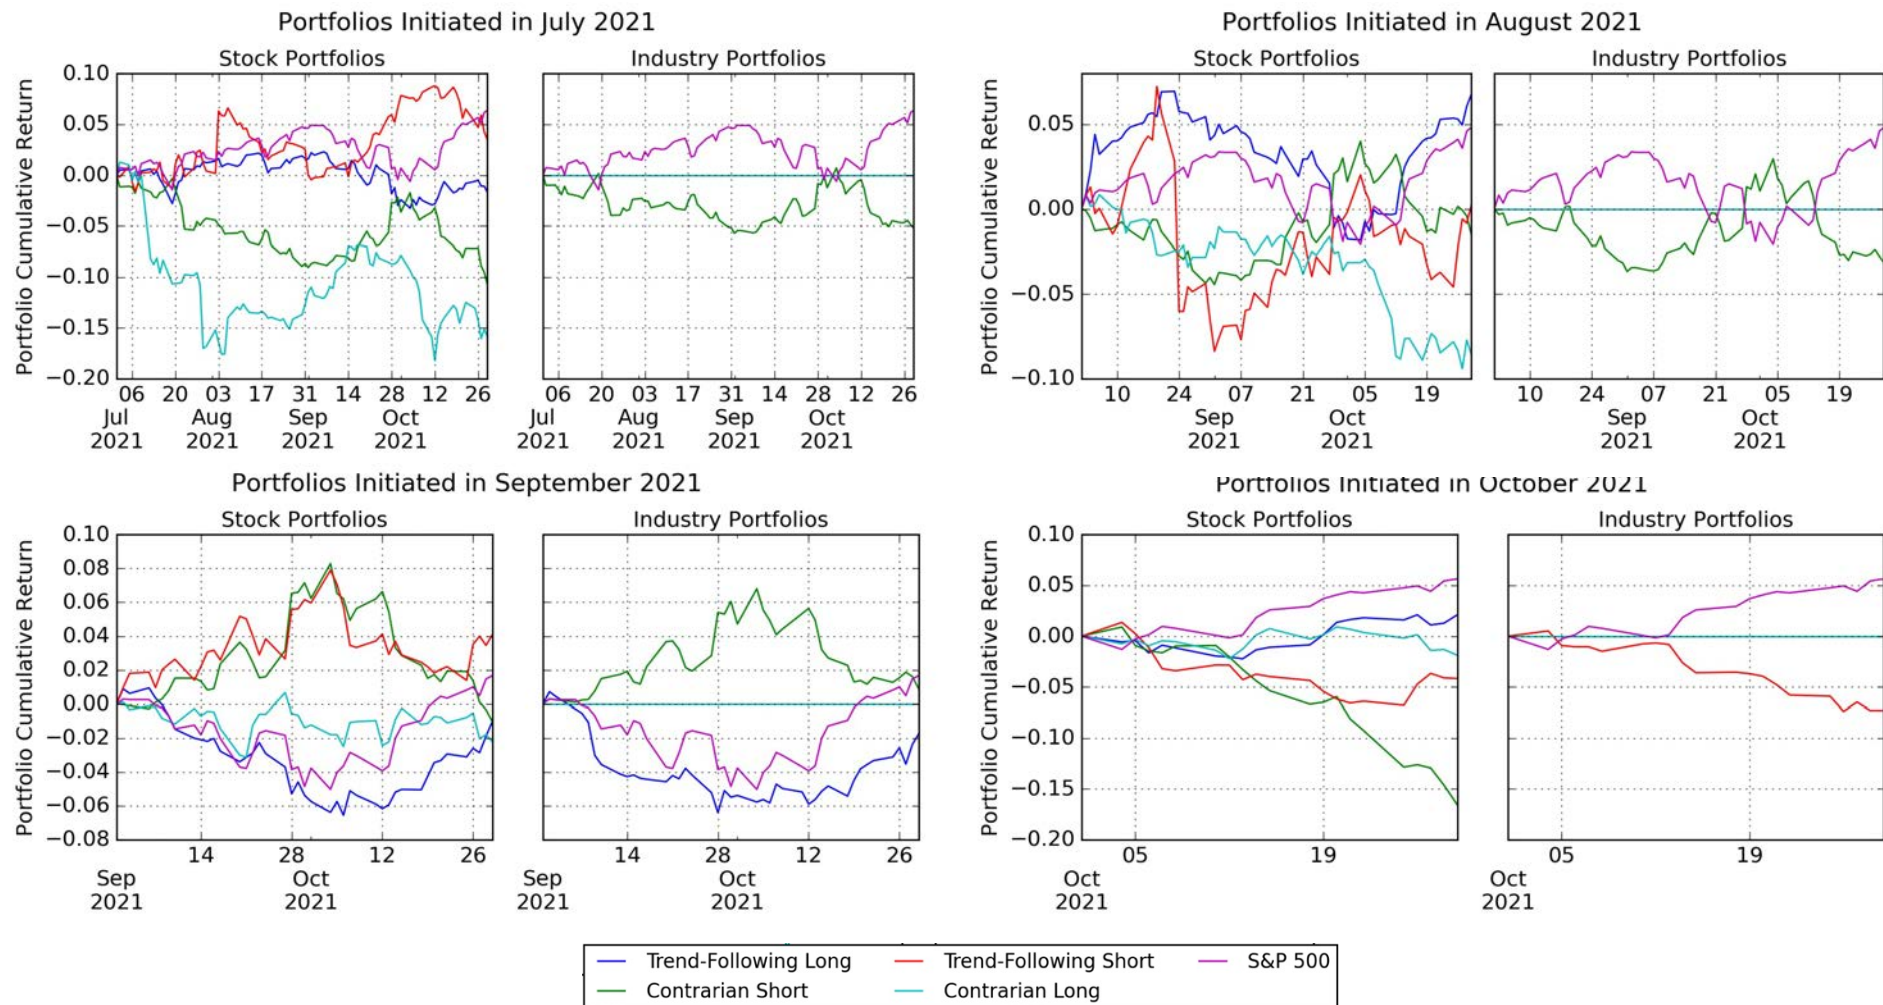 Portfolios Initiated in July 2021
Stock Portfolios
Industry Portfolios
Portfolio Cumulative Return
0.10
0.05
0.00
−0.05
−0.10
−0.15
−0.20
06 20 03 17 31 14 28 12 26
Jul Aug Sep Oct
2021 2021 2021 2021
06 20 03 17 31 14 28 12 26
Jul Aug Sep Oct
2021 2021 2021 2021
Portfolios Initiated in August 2021
Stock Portfolios
Industry Portfolios
Portfolio Cumulative Return
0.05
0.00
−0.05
−0.10
10 24 07 21 05 19
Sep Oct
2021 2021
10 24 07 21 05 19
Sep Oct
2021 2021
Portfolios Initiated in September 2021
Stock Portfolios
Industry Portfolios
Portfolio Cumulative Return
0.10
0.08
0.06
0.04
0.02
0.00
−0.02
−0.04
−0.06
−0.08
14 28 12 26
Sep Oct
2021 2021
14 28 12 26
Sep Oct
2021 2021
Portfolios Initiated in October 2021
Stock Portfolios
Industry Portfolios
Portfolio Cumulative Return
0.10
0.05
0.00
−0.05
−0.10
−0.15
−0.20
05 19
Oct
2021
05 19
Oct
2021
Trend-Following Long Trend-Following Short S&P 500
Contrarian Short Contrarian Long